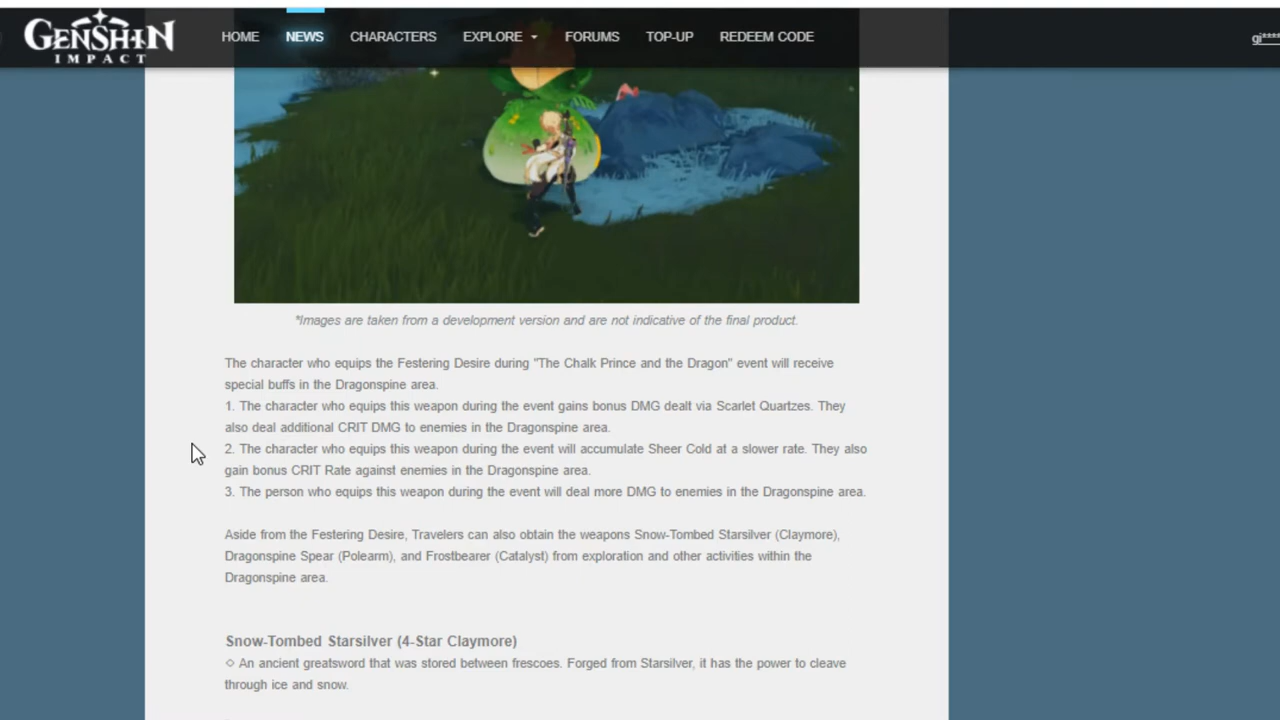 GENSHIN
IMPACT
HOME NEWS CHARACTERS EXPLORE FORUMS TOP-UP REDEEM CODE gi****
*Images are taken from a development version and are not indicative of the final product.
The character who equips the Festering Desire during "The Chalk Prince and the Dragon" event will receive
special buffs in the Dragonspine area.
1. The character who equips this weapon during the event gains bonus DMG dealt via Scarlet Quartzes. They
also deal additional CRIT DMG to enemies in the Dragonspine area.
2. The character who equips this weapon during the event will accumulate Sheer Cold at a slower rate. They also
gain bonus CRIT Rate against enemies in the Dragonspine area.
3. The person who equips this weapon during the event will deal more DMG to enemies in the Dragonspine area.
Aside from the Festering Desire, Travelers can also obtain the weapons Snow-Tombed Starsilver (Claymore),
Dragonspine Spear (Polearm), and Frostbearer (Catalyst) from exploration and other activities within the
Dragonspine area.
Snow-Tombed Starsilver (4-Star Claymore)
◇ An ancient greatsword that was stored between frescoes. Forged from Starsilver, it has the power to cleave
through ice and snow.